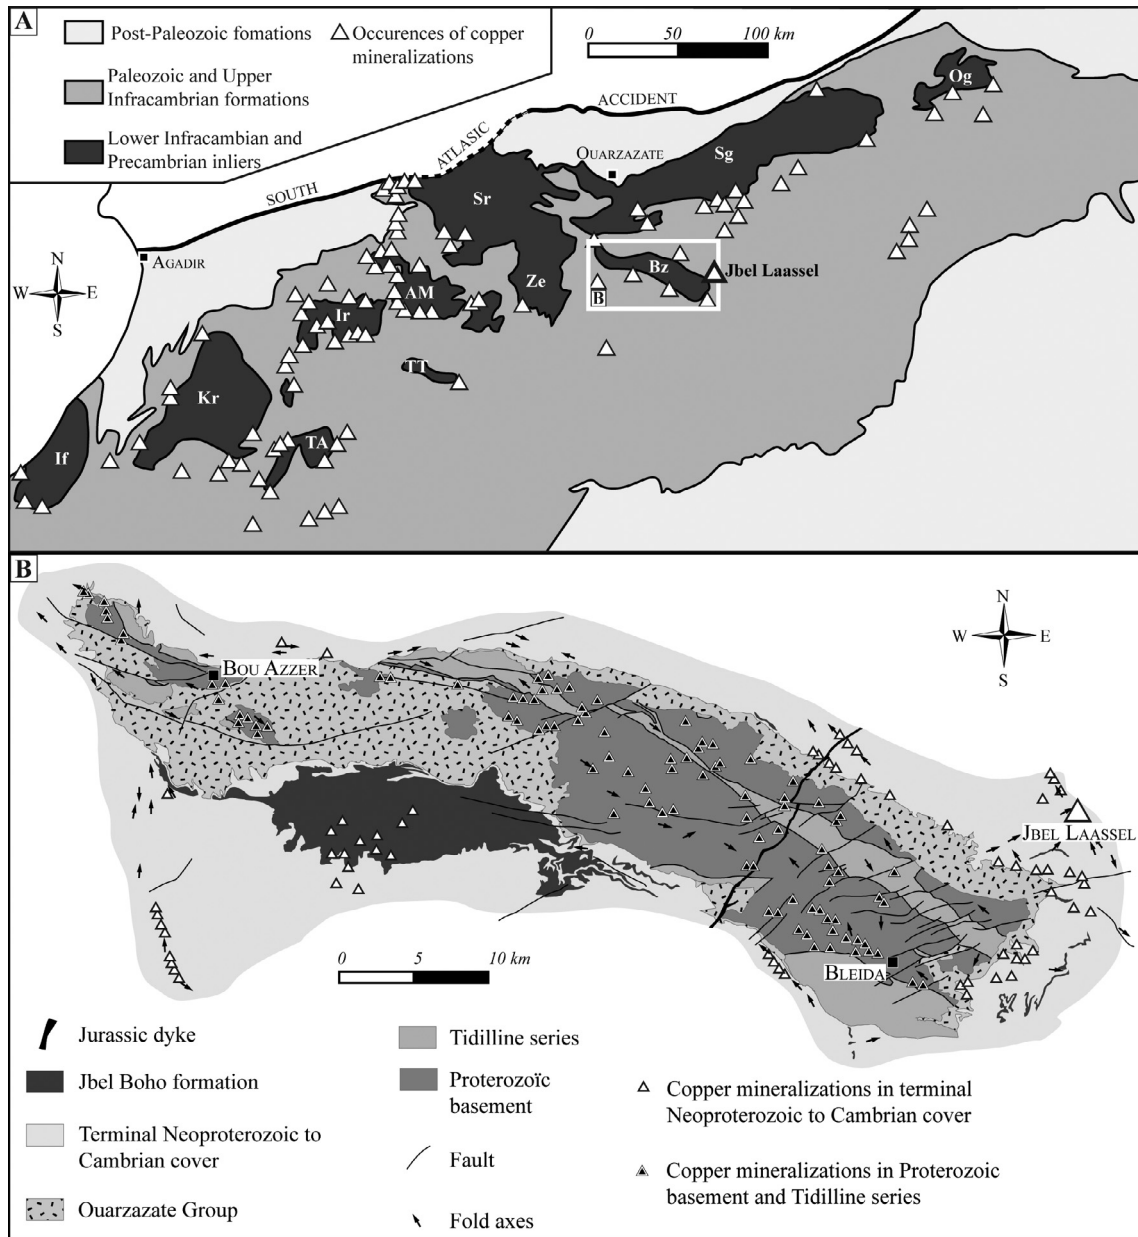 A
Post-Paleozoic fomations
Occurences of copper
mineralizations
Paleozoic and Upper
Infracambrian formations
Lower Infracambian and
Precambrian inliers
0
50
100 km
SOUTH
ATLASIC
ACCIDENT
OUARZAZATE
AGADIR
N
W
E
S
Og
Sg
Sr
Bz
Jbel Laassel
B
Ze
AM
Ir
TT
Kr
TA
If
B
N
W
E
S
BOU AZZER
JBEL LAASSEL
BLEIDA
0
5
10 km
Jurassic dyke
Jbel Boho formation
Terminal Neoproterozoic to
Cambrian cover
Ouarzazate Group
Tidilline series
Proterozoïc
basement
Fault
Fold axes
Copper mineralizations in terminal
Neoproterozoic to Cambrian cover
Copper mineralizations in Proterozoic
basement and Tidilline series